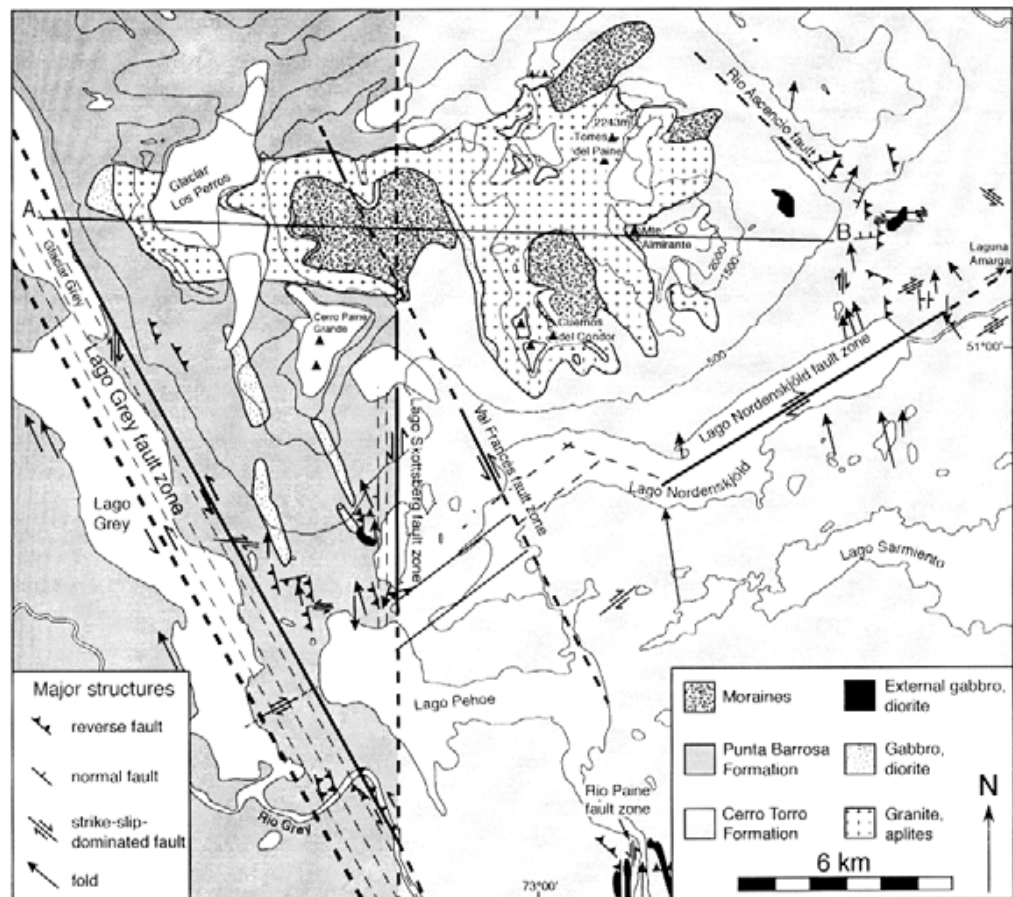 Rio Ascencio fault
2243m
Torres
del Paine
Glaciar
Los Perros
A
Mte.
Almirante
B
2000
1500
Laguna
Amarga
Glaciar Grey
Cerro Paine
Grande
Cuernos
del Condor
500
51°00'
Lago Grey fault zone
Lago Skottsberg fault zone
Val Frances fault zone
Lago Nordenskjöld fault zone
Lago Nordenskjöld
Lago
Grey
Lago Sarmiento
Lago Pehoe
Rio Paine
fault zone
Rio Grey
73°00'
Major structures
reverse fault
normal fault
strike-slip-
dominated fault
fold
Moraines
External gabbro,
diorite
Punta Barrosa
Formation
Gabbro,
diorite
Cerro Torro
Formation
Granite,
aplites
6 km
N